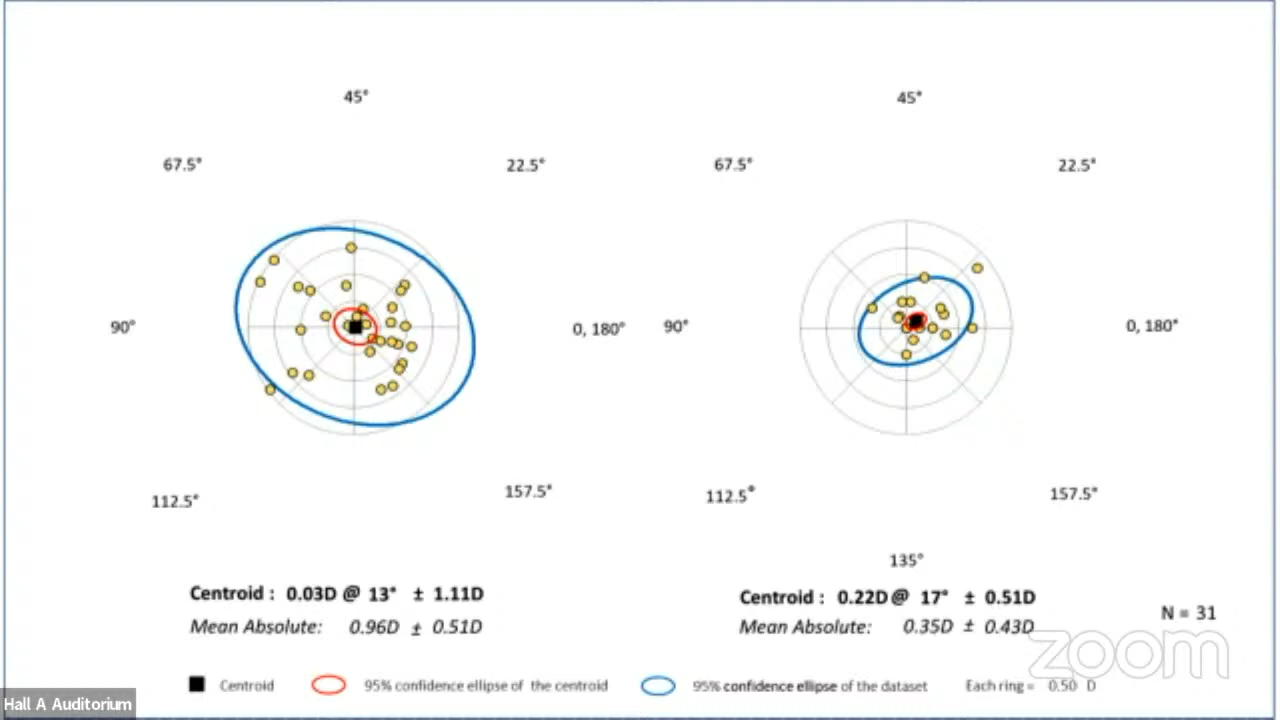 45°
45°
67.5°
22.5°
67.5°
22.5°
90°
0, 180°
90°
0, 180°
112.5°
157.5°
112.5°
157.5°
135°
Centroid : 0.03D @ 13° ± 1.11D
Mean Absolute: 0.96D ± 0.51D
Centroid : 0.22D @ 17° ± 0.51D
Mean Absolute: 0.35D ± 0.43D
N = 31
zoom
Centroid
95% confidence ellipse of the centroid
95% confidence ellipse of the dataset
Each ring = 0.50 D
Hall A Auditorium